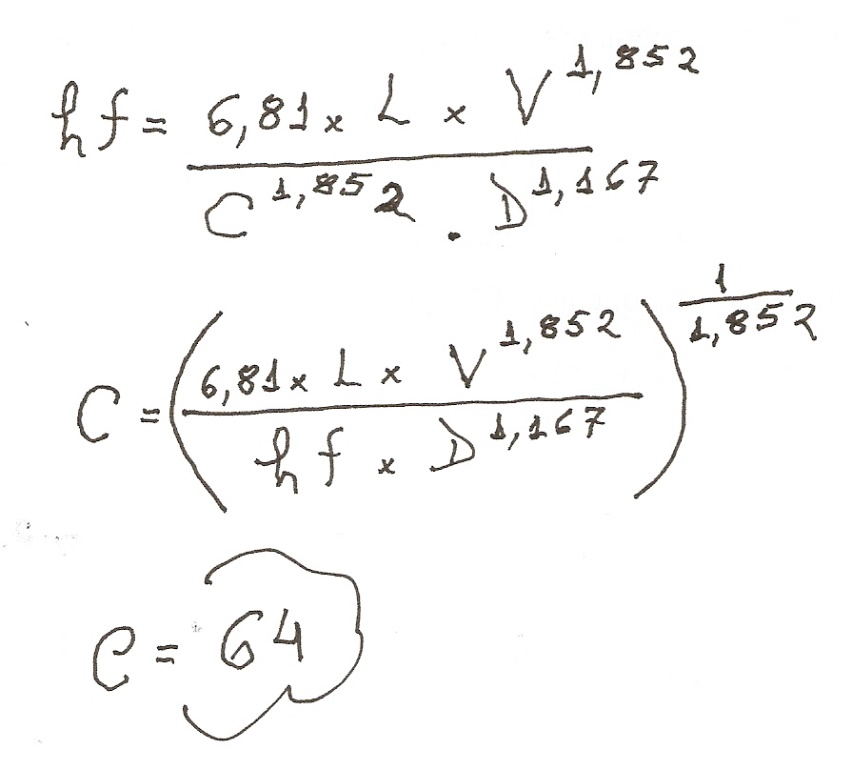 hf = 6,81 x L x V^1,852 / C^1,852 . D^1,167
C = (6,81 x L x V^1,852 / hf x D^1,167)^1/1,852
C = 64